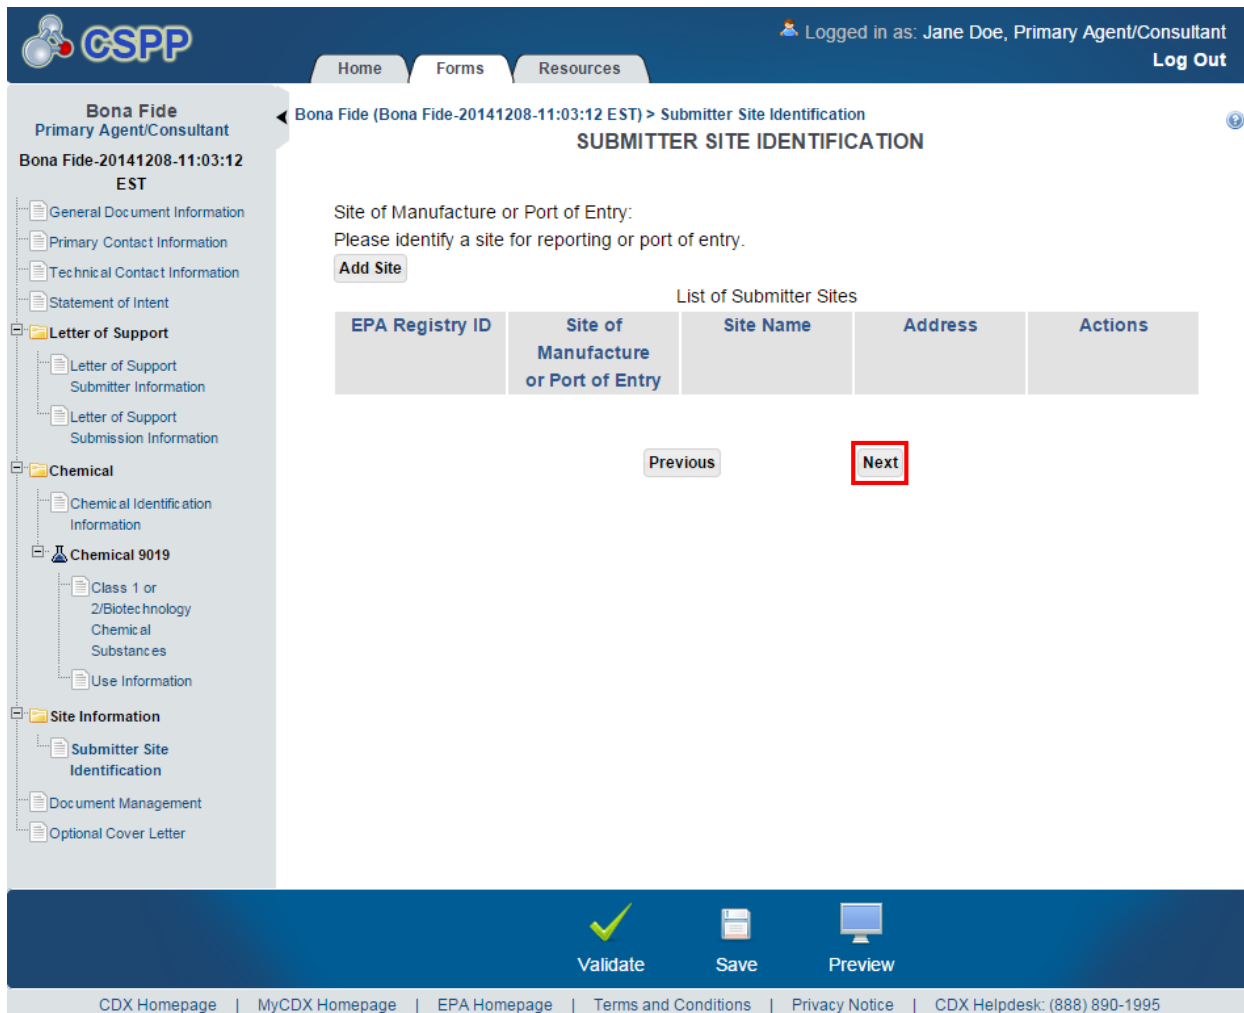 CSPP
Logged in as: Jane Doe, Primary Agent/Consultant
Log Out
Home
Forms
Resources
Bona Fide
Primary Agent/Consultant
Bona Fide-20141208-11:03:12
EST
General Document Information
Primary Contact Information
Technical Contact Information
Statement of Intent
Letter of Support
Letter of Support
Submitter Information
Letter of Support
Submission Information
Chemical
Chemical Identification
Information
Chemical 9019
Class 1 or
2/Biotechnology
Chemical
Substances
Use Information
Site Information
Submitter Site
Identification
Document Management
Optional Cover Letter
Bona Fide (Bona Fide-20141208-11:03:12 EST) > Submitter Site Identification
SUBMITTER SITE IDENTIFICATION
Site of Manufacture or Port of Entry:
Please identify a site for reporting or port of entry.
Add Site
List of Submitter Sites
EPA Registry ID
Site of
Manufacture
or Port of Entry
Site Name
Address
Actions
Previous
Next
Validate
Save
Preview
CDX Homepage | MyCDX Homepage | EPA Homepage | Terms and Conditions | Privacy Notice | CDX Helpdesk: (888) 890-1995